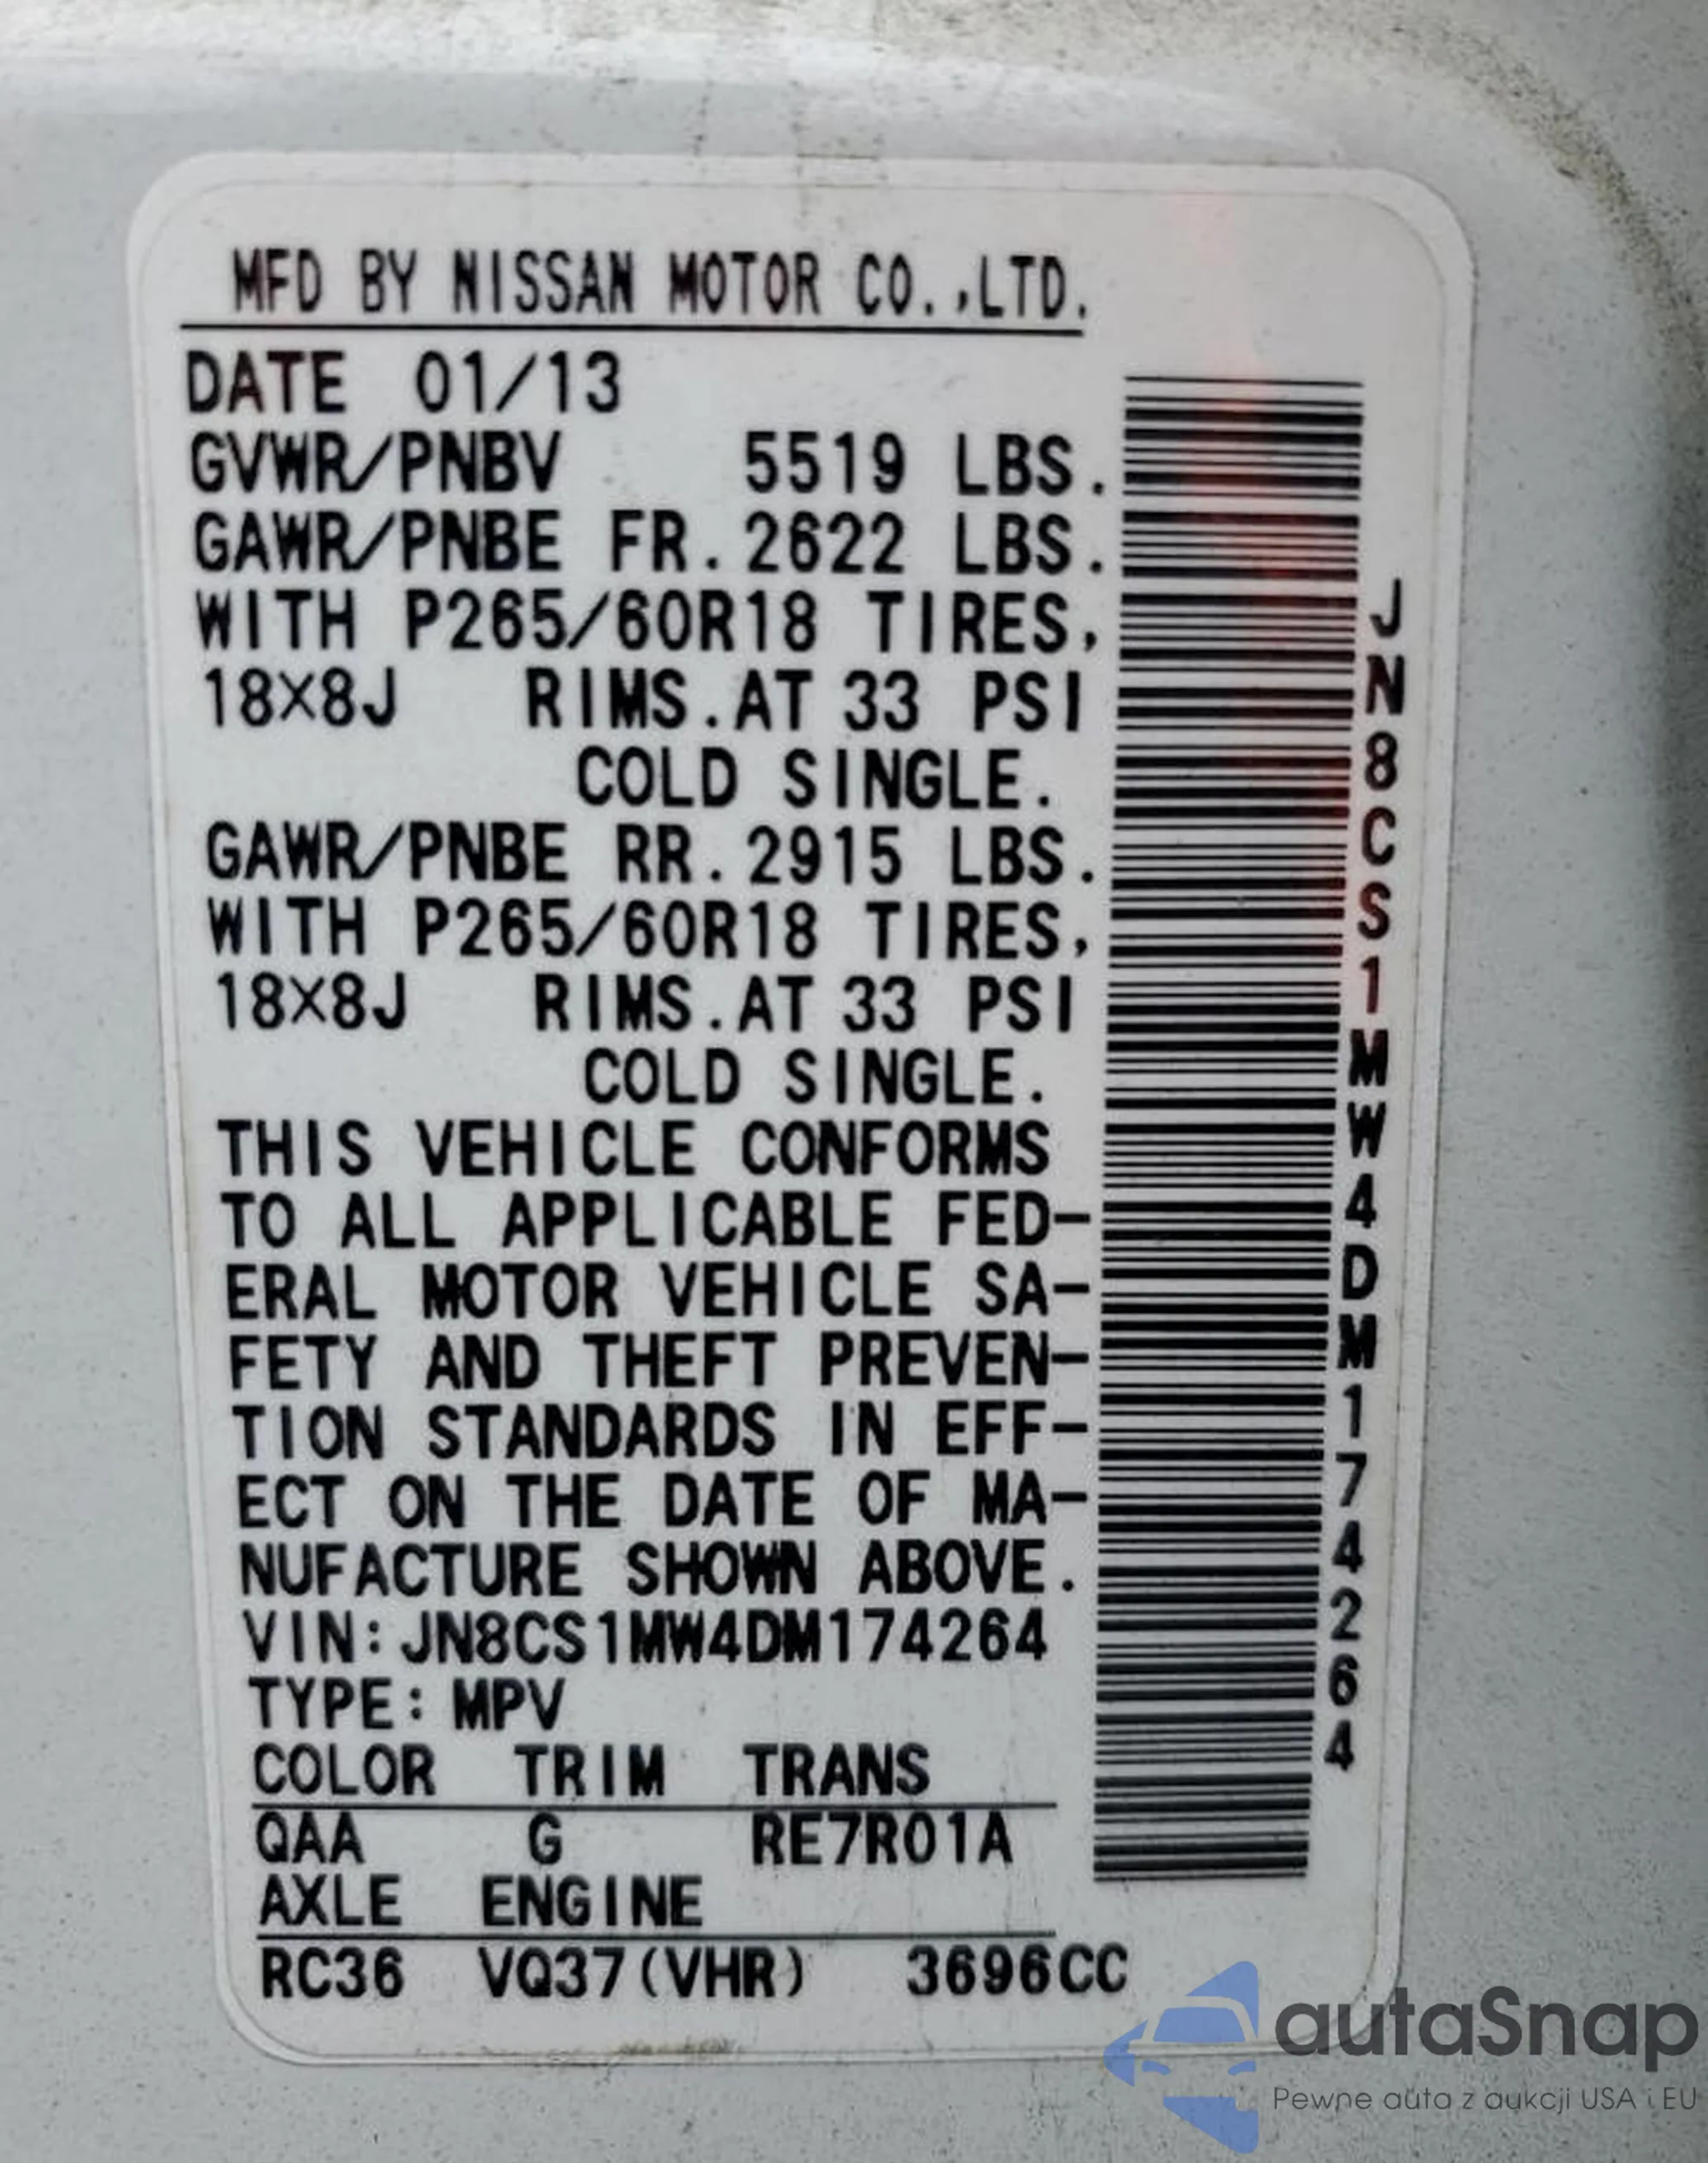 MFD BY NISSAN MOTOR CO.,LTD.
DATE 01/13
GVWR/PNBV 5519 LBS.
GAWR/PNBE FR. 2622 LBS.
WITH P265/60R18 TIRES,
18X8J RIMS. AT 33 PSI
COLD SINGLE.
GAWR/PNBE RR. 2915 LBS.
WITH P265/60R18 TIRES,
18X8J RIMS. AT 33 PSI
COLD SINGLE.
THIS VEHICLE CONFORMS
TO ALL APPLICABLE FED-
ERAL MOTOR VEHICLE SA-
FETY AND THEFT PREVEN-
TION STANDARDS IN EFF-
ECT ON THE DATE OF MA-
NUFACTURE SHOWN ABOVE.
VIN: JN8CS1MW4DM174264
TYPE: MPV
COLOR TRIM TRANS
QAA G RE7R01A
AXLE ENGINE
RC36 VQ37(VHR) 3696CC
JN8CS1MW4DM174264
autaSnap
Pewne auta z aukcji USA i EU